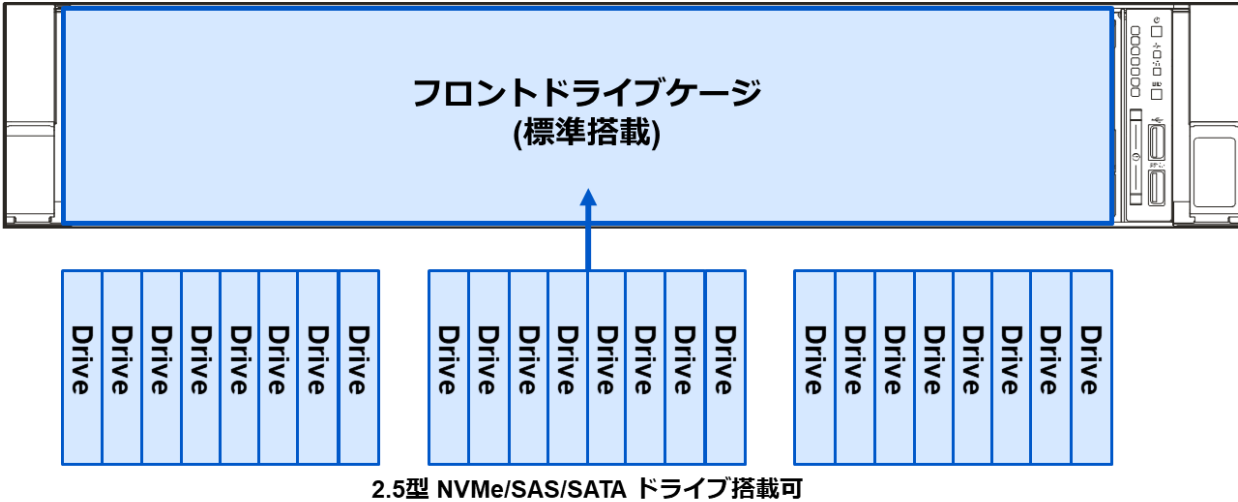 フロントドライブケージ
(標準搭載)
Drive Drive Drive Drive Drive Drive Drive Drive Drive Drive Drive Drive Drive Drive Drive Drive Drive Drive Drive Drive Drive Drive Drive Drive
2.5型 NVMe/SAS/SATA ドライブ搭載可